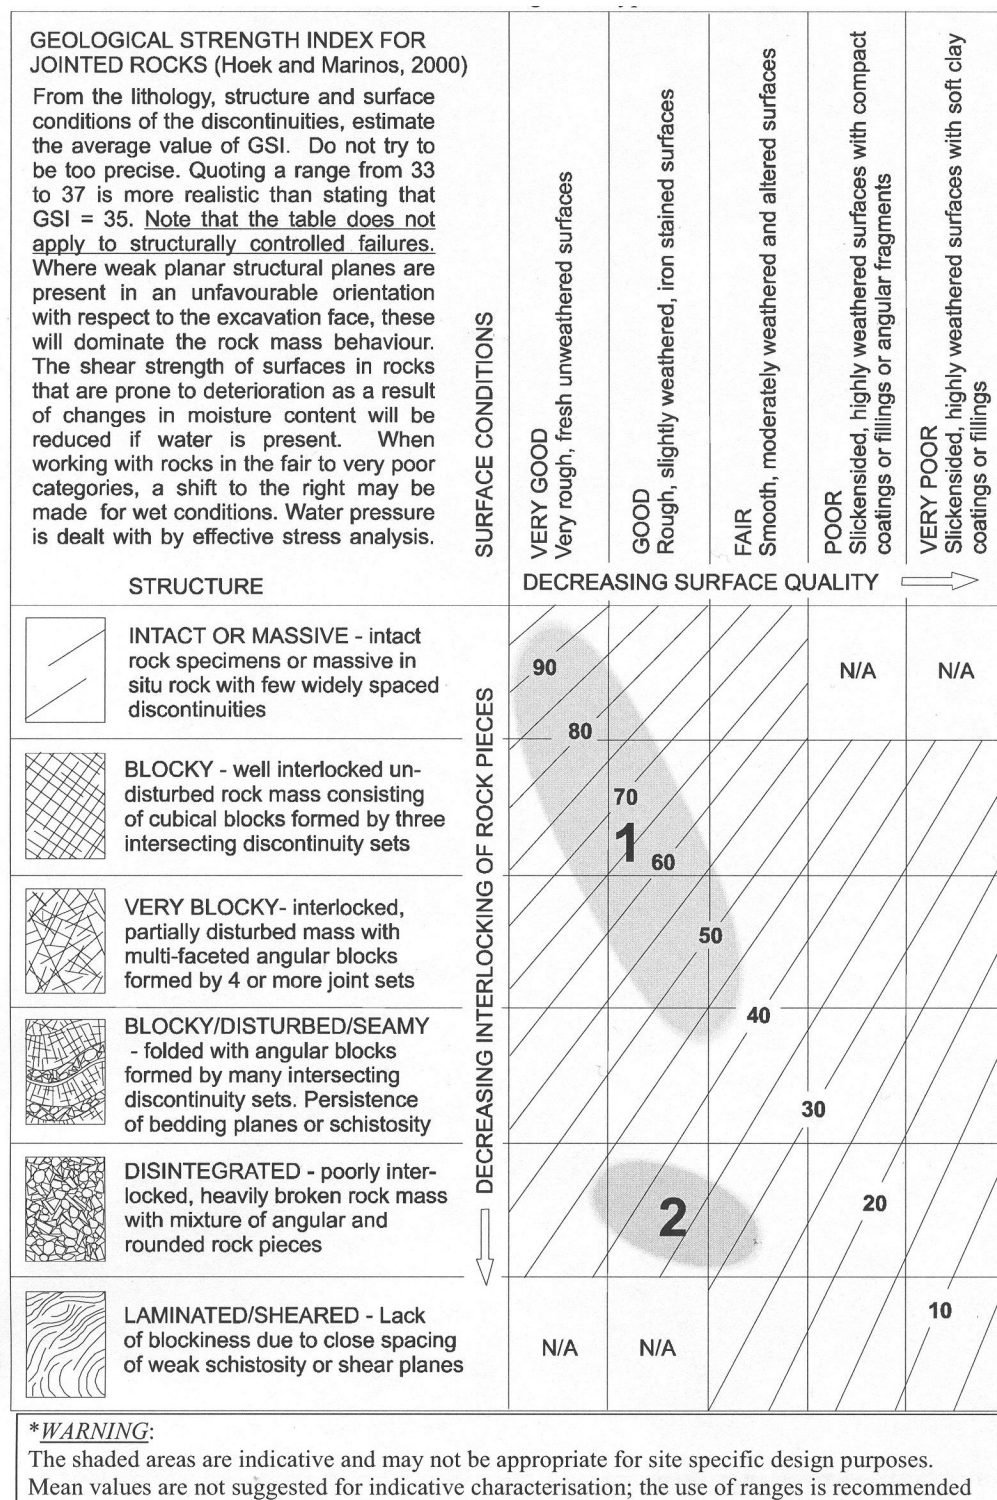 GEOLOGICAL STRENGTH INDEX FOR
JOINTED ROCKS (Hoek and Marinos, 2000)
From the lithology, structure and surface
conditions of the discontinuities, estimate
the average value of GSI. Do not try to
be too precise. Quoting a range from 33
to 37 is more realistic than stating that
GSI = 35. Note that the table does not
apply to structurally controlled failures.
Where weak planar structural planes are
present in an unfavourable orientation
with respect to the excavation face, these
will dominate the rock mass behaviour.
The shear strength of surfaces in rocks
that are prone to deterioration as a result
of changes in moisture content will be
reduced if water is present. When
working with rocks in the fair to very poor
categories, a shift to the right may be
made for wet conditions. Water pressure
is dealt with by effective stress analysis.
SURFACE CONDITIONS
VERY GOOD
Very rough, fresh unweathered surfaces
GOOD
Rough, slightly weathered, iron stained surfaces
FAIR
Smooth, moderately weathered and altered surfaces
POOR
Slickensided, highly weathered surfaces with compact
coatings or fillings or angular fragments
VERY POOR
Slickensided, highly weathered surfaces with soft clay
coatings or fillings
STRUCTURE
DECREASING SURFACE QUALITY
DECREASING INTERLOCKING OF ROCK PIECES
INTACT OR MASSIVE - intact
rock specimens or massive in
situ rock with few widely spaced
discontinuities
90
N/A
N/A
80
BLOCKY - well interlocked un-
disturbed rock mass consisting
of cubical blocks formed by three
intersecting discontinuity sets
70
1
60
VERY BLOCKY- interlocked,
partially disturbed mass with
multi-faceted angular blocks
formed by 4 or more joint sets
50
40
BLOCKY/DISTURBED/SEAMY
- folded with angular blocks
formed by many intersecting
discontinuity sets. Persistence
of bedding planes or schistosity
30
DISINTEGRATED - poorly inter-
locked, heavily broken rock mass
with mixture of angular and
rounded rock pieces
2
20
LAMINATED/SHEARED - Lack
of blockiness due to close spacing
of weak schistosity or shear planes
N/A
N/A
10
*WARNING:
The shaded areas are indicative and may not be appropriate for site specific design purposes.
Mean values are not suggested for indicative characterisation; the use of ranges is recommended